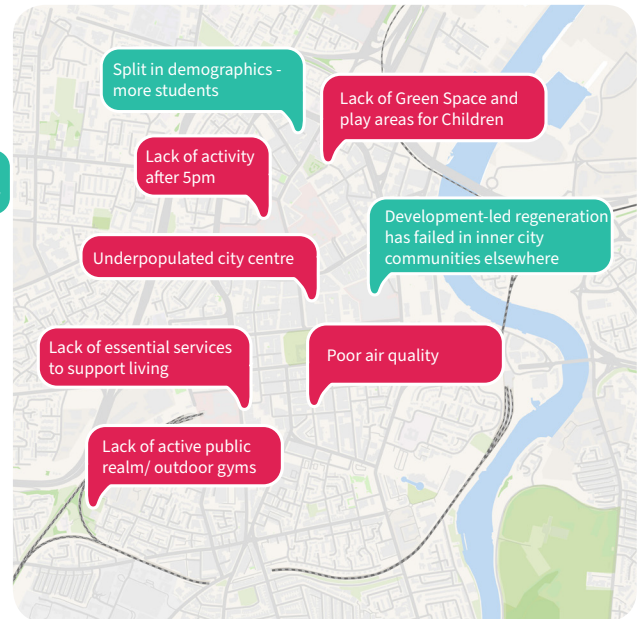 Split in demographics -
more students
Lack of Green Space and
play areas for Children
Lack of activity
after 5pm
Development-led regeneration
has failed in inner city
communities elsewhere
Underpopulated city centre
Lack of essential services
to support living
Poor air quality
Lack of active public
realm/ outdoor gyms